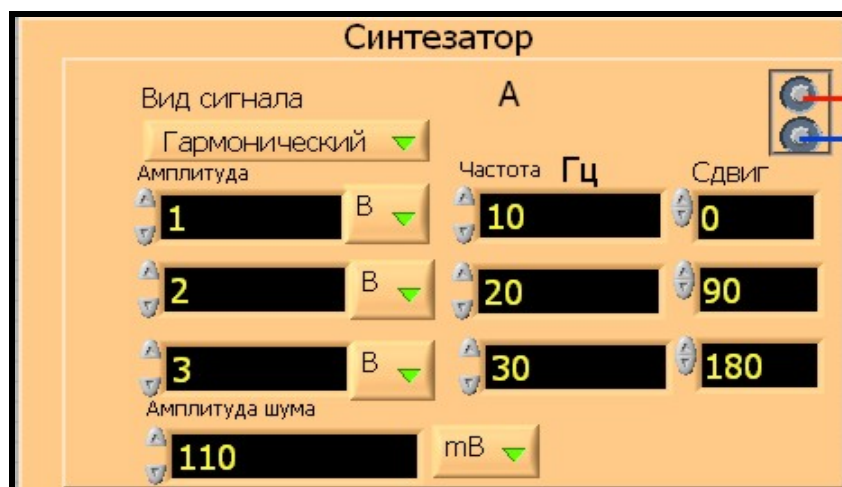 Синтезатор
Вид сигнала A
Гармонический
Амплитуда Частота Гц Сдвиг
1 В 10 0
2 В 20 90
3 В 30 180
Амплитуда шума
110 mВ